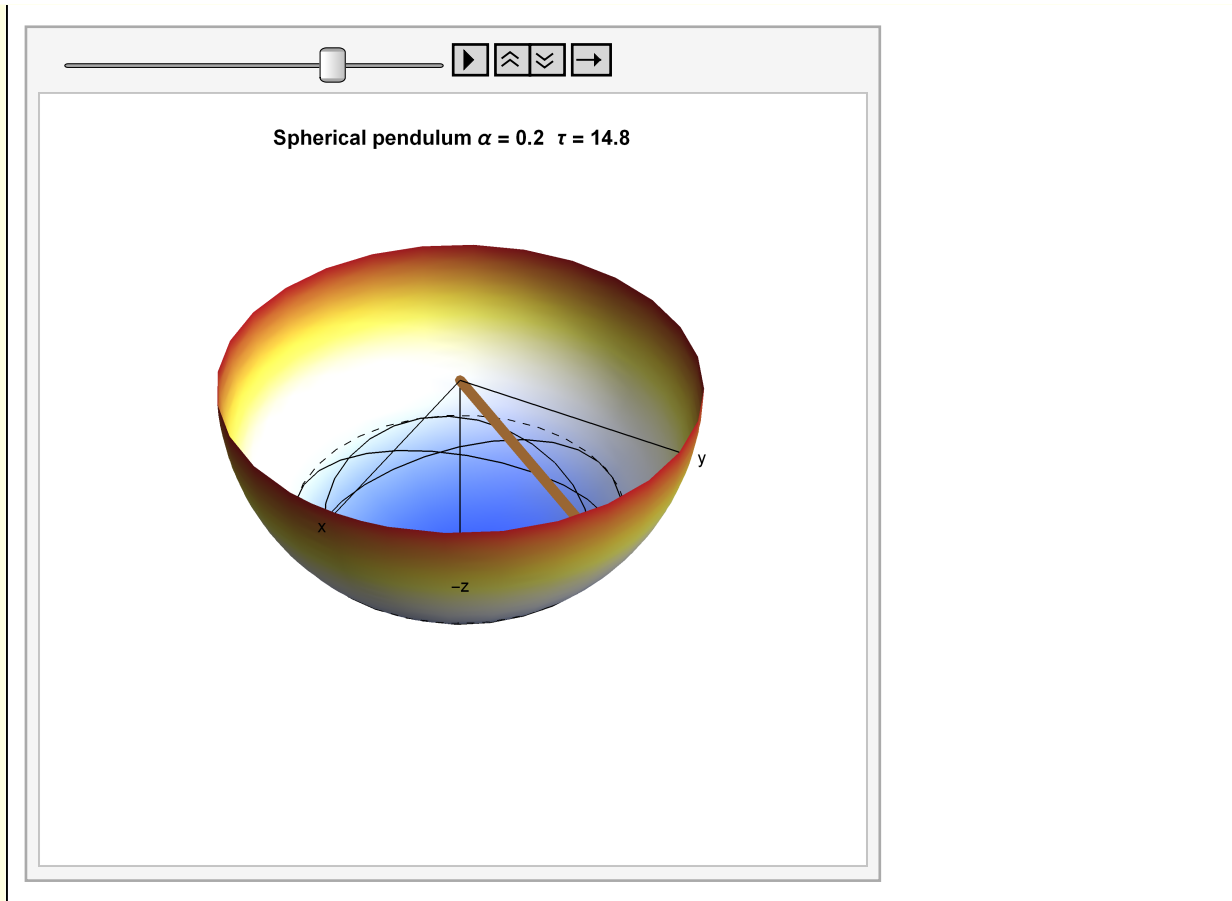 Spherical pendulum α = 0.2 τ = 14.8
y
x
−z